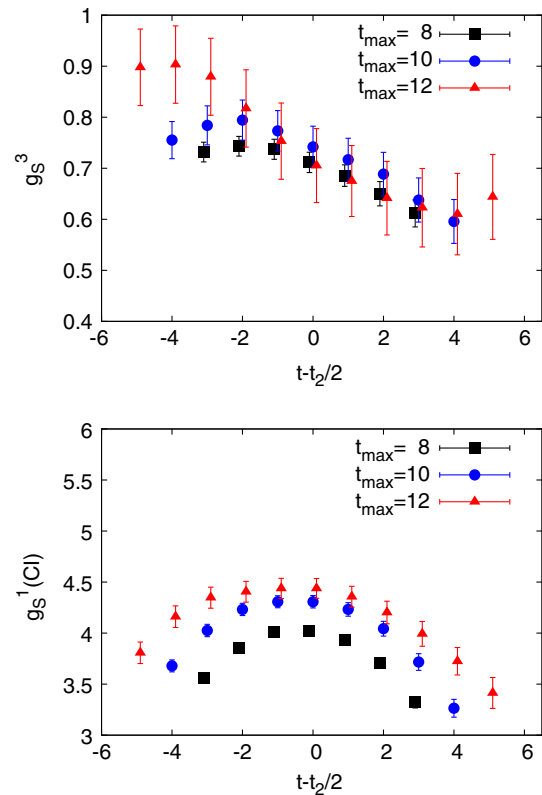 1
t_max= 8
t_max=10
t_max=12
0.9
0.8
g_S^3
0.7
0.6
0.5
0.4
-6 -4 -2 0 2 4 6
t-t_2/2
6
t_max= 8
t_max=10
t_max=12
5.5
5
g_S^1(CI)
4.5
4
3.5
3
-6 -4 -2 0 2 4 6
t-t_2/2